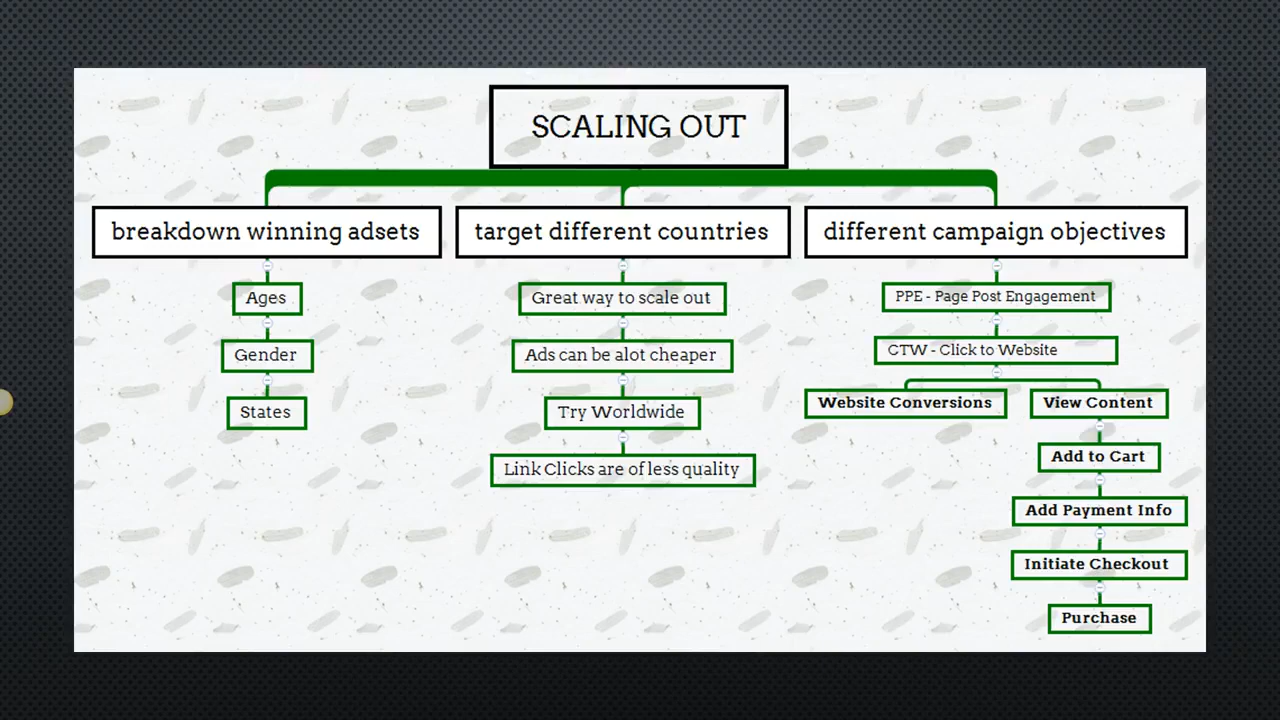 SCALING OUT
breakdown winning adsets
target different countries
different campaign objectives
Ages
Gender
States
Great way to scale out
Ads can be alot cheaper
Try Worldwide
Link Clicks are of less quality
PPE - Page Post Engagement
CTW - Click to Website
Website Conversions
View Content
Add to Cart
Add Payment Info
Initiate Checkout
Purchase